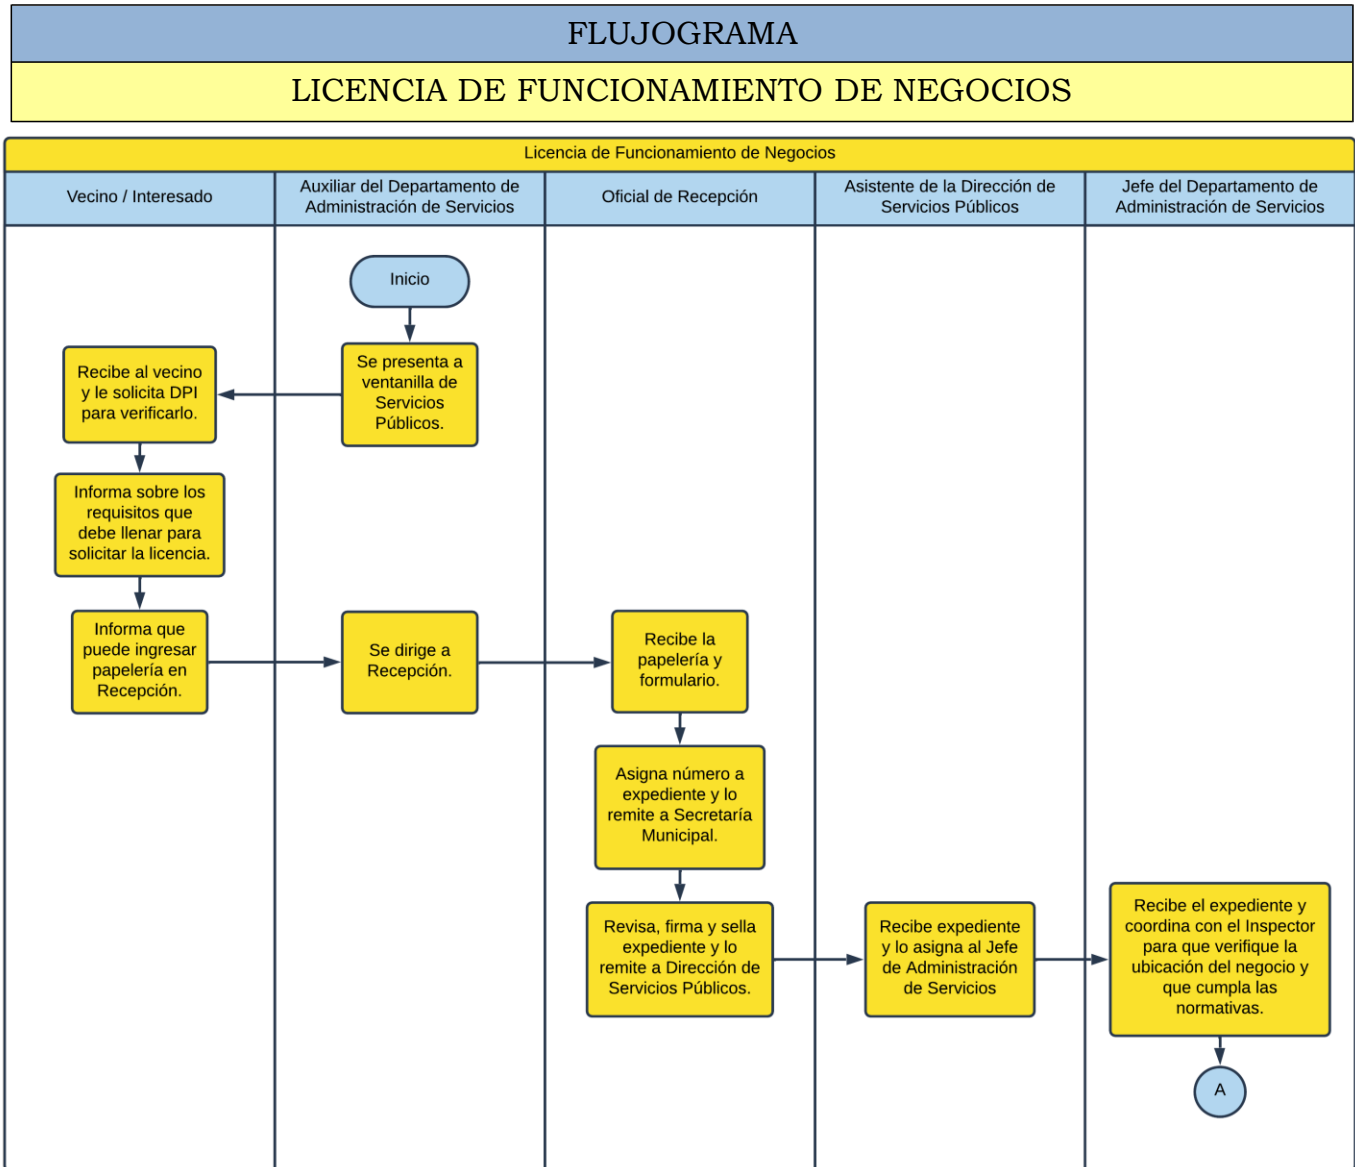 FLUJOGRAMA
LICENCIA DE FUNCIONAMIENTO DE NEGOCIOS
Licencia de Funcionamiento de Negocios
Vecino / Interesado
Auxiliar del Departamento de
Administración de Servicios
Oficial de Recepción
Asistente de la Dirección de
Servicios Públicos
Jefe del Departamento de
Administración de Servicios
Inicio
Se presenta a
ventanilla de
Servicios
Públicos.
Recibe al vecino
y le solicita DPI
para verificarlo.
Informa sobre los
requisitos que
debe llenar para
solicitar la licencia.
Informa que
puede ingresar
papelería en
Recepción.
Se dirige a
Recepción.
Recibe la
papelería y
formulario.
Asigna número a
expediente y lo
remite a Secretaría
Municipal.
Revisa, firma y sella
expediente y lo
remite a Dirección de
Servicios Públicos.
Recibe expediente
y lo asigna al Jefe
de Administración
de Servicios
Recibe el expediente y
coordina con el Inspector
para que verifique la
ubicación del negocio y
que cumpla las
normativas.
A